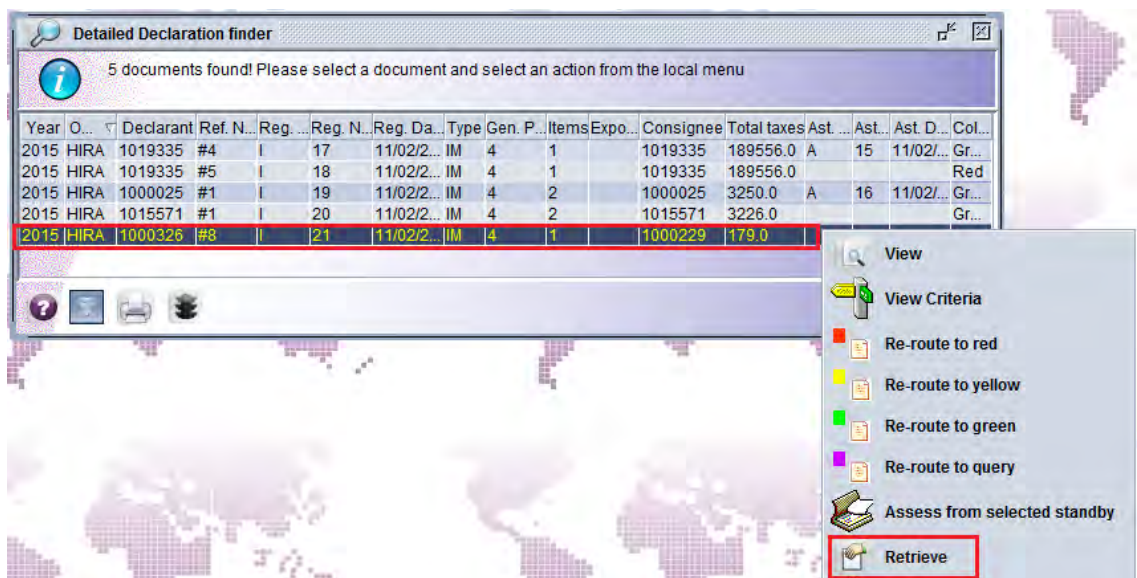 Detailed Declaration finder
5 documents found! Please select a document and select an action from the local menu
Year O... Declarant Ref. N... Reg. ... Reg. N... Reg. Da... Type Gen. P... Items Expo... Consignee Total taxes Ast. ... Ast... Ast. D... Col...
2015 HIRA 1019335 #4 I 17 11/02/2... IM 4 1 1019335 189556.0 A 15 11/02/... Gr...
2015 HIRA 1019335 #5 I 18 11/02/2... IM 4 1 1019335 189556.0 Red
2015 HIRA 1000025 #1 I 19 11/02/2... IM 4 2 1000025 3250.0 A 16 11/02/... Gr...
2015 HIRA 1015571 #1 I 20 11/02/2... IM 4 2 1015571 3226.0 Gr...
2015 HIRA 1000326 #8 I 21 11/02/2... IM 4 1 1000229 179.0
View
View Criteria
Re-route to red
Re-route to yellow
Re-route to green
Re-route to query
Assess from selected standby
Retrieve